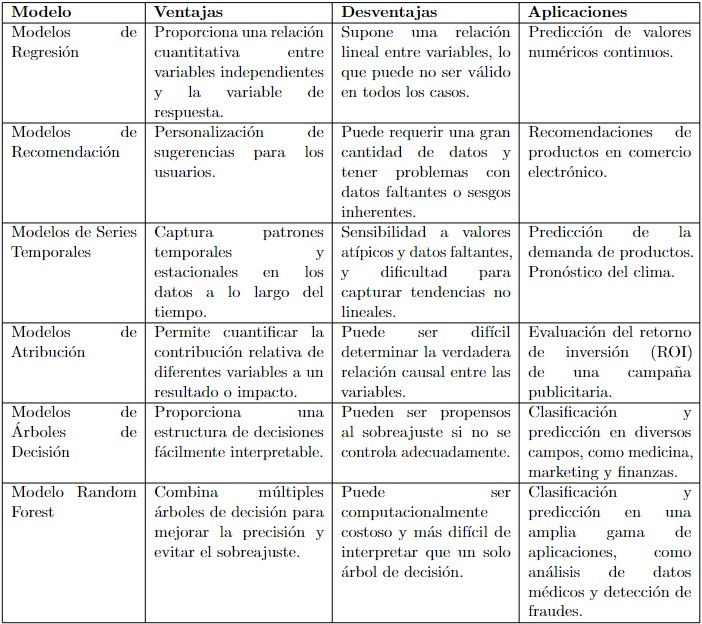 Modelo Ventajas Desventajas Aplicaciones
Modelos de
Regresión
Proporciona una relación
cuantitativa entre
variables independientes
y la variable de
respuesta.
Supone una relación
lineal entre variables, lo
que puede no ser válido
en todos los casos.
Predicción de valores
numéricos continuos.
Modelos de
Recomendación
Personalización de
sugerencias para los
usuarios.
Puede requerir una gran
cantidad de datos y
tener problemas con
datos faltantes o sesgos
inherentes.
Recomendaciones de
productos en comercio
electrónico.
Modelos de Series
Temporales
Captura patrones
temporales y
estacionales en los
datos a lo largo del
tiempo.
Sensibilidad a valores
atípicos y datos faltantes,
y dificultad para
capturar tendencias no
lineales.
Predicción de la
demanda de productos.
Pronóstico del clima.
Modelos de
Atribución
Permite cuantificar la
contribución relativa de
diferentes variables a un
resultado o impacto.
Puede ser difícil
determinar la verdadera
relación causal entre las
variables.
Evaluación del retorno
de inversión (ROI)
de una campaña
publicitaria.
Modelos de
Árboles de
Decisión
Proporciona una
estructura de decisiones
fácilmente interpretable.
Pueden ser propensos
al sobreajuste si no se
controla adecuadamente.
Clasificación y
predicción en diversos
campos, como medicina,
marketing y finanzas.
Modelo Random
Forest
Combina múltiples
árboles de decisión para
mejorar la precisión y
evitar el sobreajuste.
Puede ser
computacionalmente
costoso y más difícil de
interpretar que un solo
árbol de decisión.
Clasificación y
predicción en una
amplia gama de
aplicaciones, como
análisis de datos
médicos y detección de
fraudes.